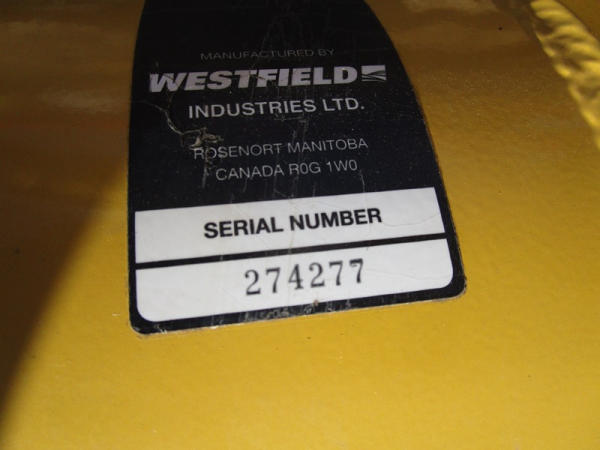 MANUFACTURED BY
WESTFIELD
INDUSTRIES LTD.
ROSENORT MANITOBA
CANADA R0G 1W0
SERIAL NUMBER
274277